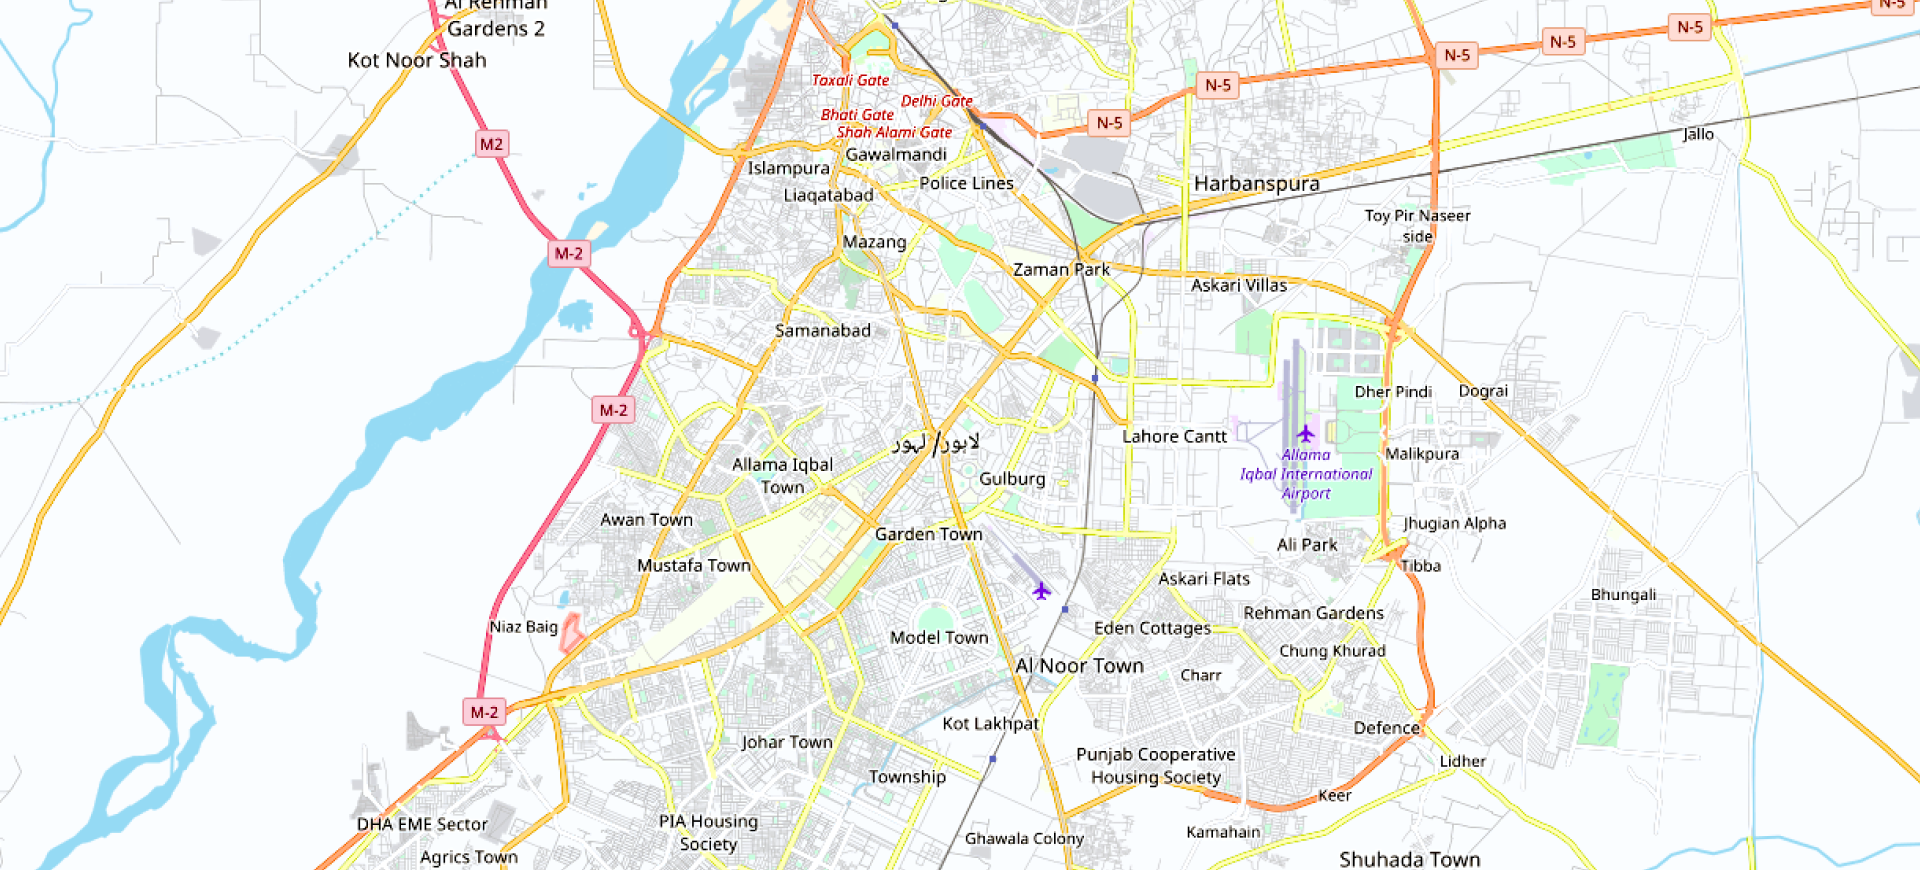 Al Rehman
Gardens 2
Kot Noor Shah
N-5
N-5
N-5
N-5
N-5
N-5
M2
Taxali Gate
Delhi Gate
Bhati Gate
Shah Alami Gate
Gawalmandi
Islampura
Police Lines
Liaqatabad
Harbanspura
Jallo
Toy Pir Naseer
side
Mazang
M-2
Zaman Park
Askari Villas
Samanabad
M-2
Dher Pindi
Dograi
Lahore Cantt
لاہور/ لہور
Allama
Iqbal International
Airport
Malikpura
Allama Iqbal
Town
Gulburg
Awan Town
Garden Town
Jhugian Alpha
Ali Park
Tibba
Mustafa Town
Askari Flats
Bhungali
Niaz Baig
Rehman Gardens
Eden Cottages
Model Town
Chung Khurad
Al Noor Town
Charr
M-2
Kot Lakhpat
Defence
Johar Town
Punjab Cooperative
Housing Society
Lidher
Township
Keer
DHA EME Sector
PIA Housing
Society
Ghawala Colony
Kamahain
Agrics Town
Shuhada Town